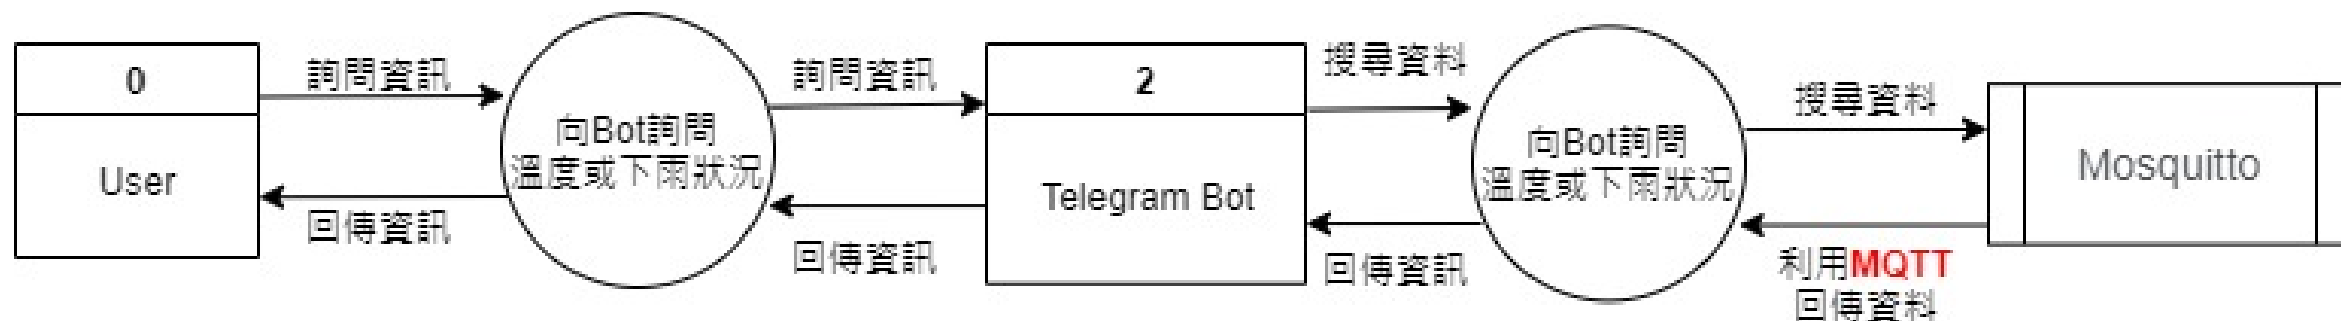 0
User
詢問資訊
回傳資訊
向Bot詢問
溫度或下雨狀況
詢問資訊
回傳資訊
2
Telegram Bot
搜尋資料
回傳資訊
向Bot詢問
溫度或下雨狀況
搜尋資料
利用MQTT
回傳資料
Mosquitto